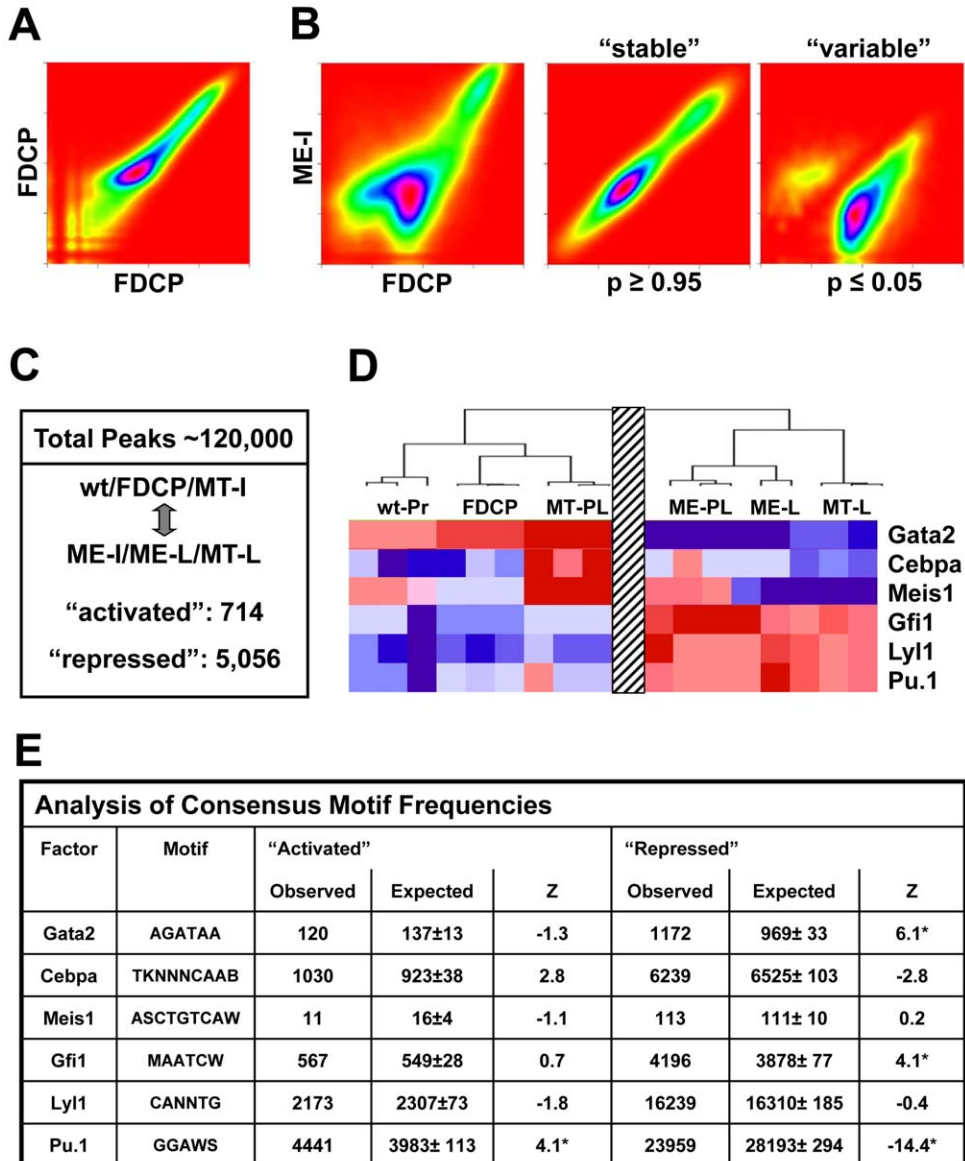 A
B
"stable"
"variable"
FDCP
FDCP
ME-I
FDCP
p ≥ 0.95
p ≤ 0.05
C
D
Total Peaks ~120,000
wt/FDCP/MT-I
ME-I/ME-L/MT-L
"activated": 714
"repressed": 5,056
wt-Pr FDCP MT-PL ME-PL ME-L MT-L
Gata2
Cebpa
Meis1
Gfi1
Lyl1
Pu.1
E
Analysis of Consensus Motif Frequencies
Factor Motif "Activated" "Repressed"
Observed Expected Z Observed Expected Z
Gata2 AGATAA 120 137±13 -1.3 1172 969± 33 6.1*
Cebpa TKNNNCAAB 1030 923±38 2.8 6239 6525± 103 -2.8
Meis1 ASCTGTCAW 11 16±4 -1.1 113 111± 10 0.2
Gfi1 MAATCW 567 549±28 0.7 4196 3878± 77 4.1*
Lyl1 CANNTG 2173 2307±73 -1.8 16239 16310± 185 -0.4
Pu.1 GGAWS 4441 3983± 113 4.1* 23959 28193± 294 -14.4*